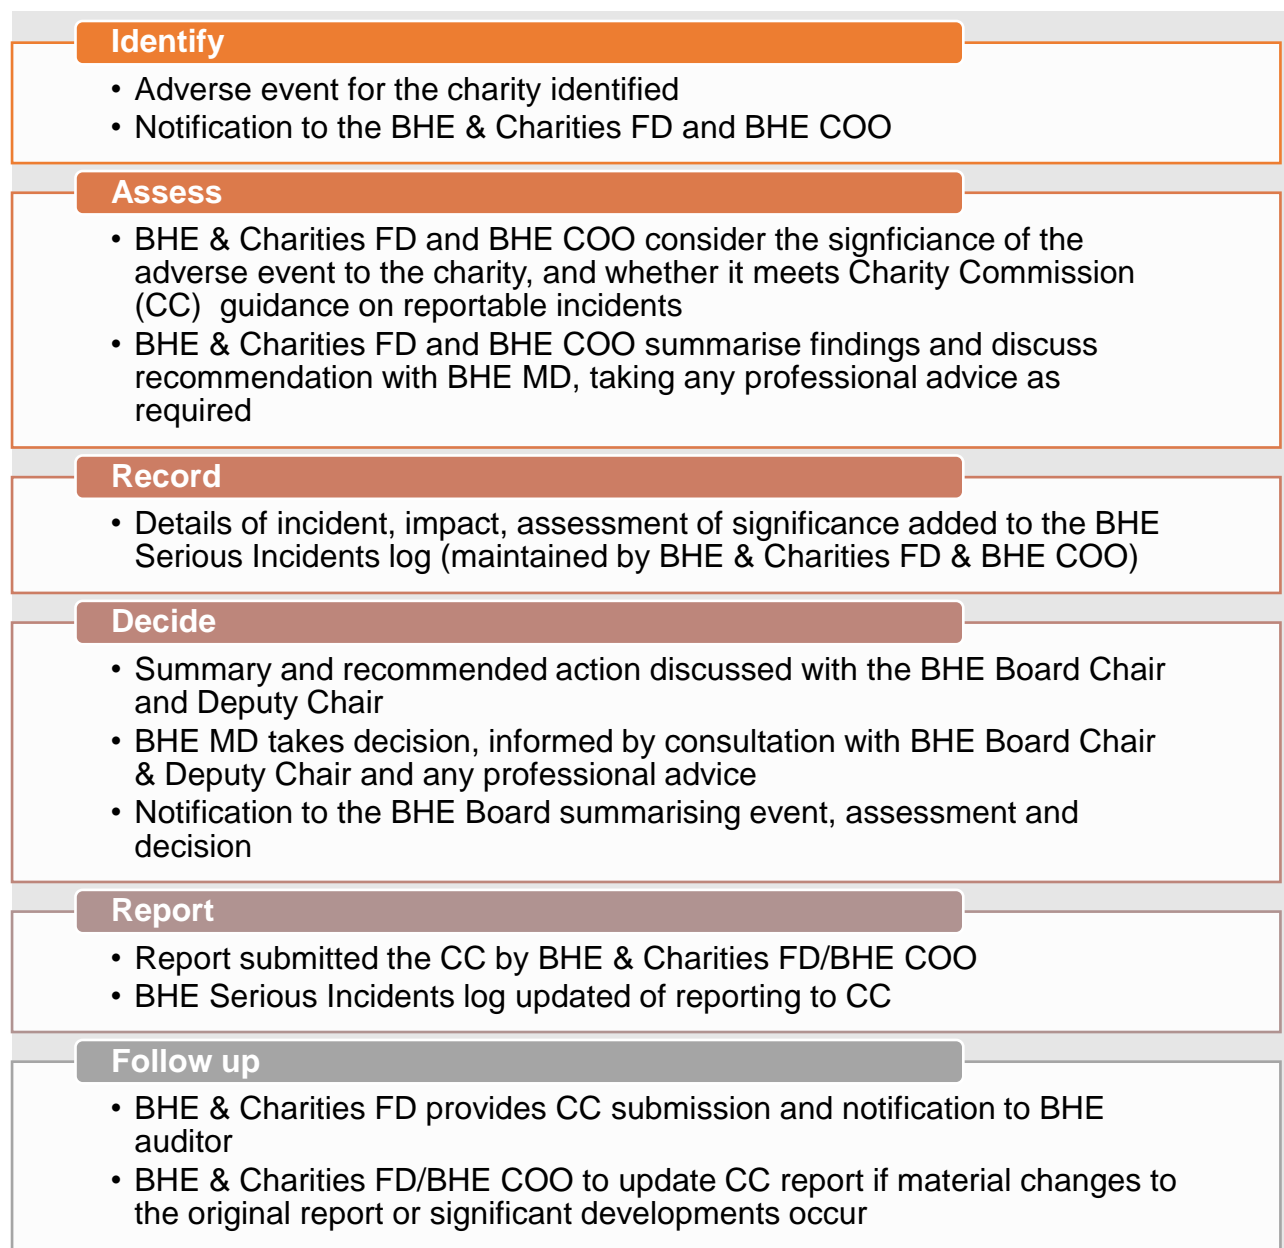 Identify
• Adverse event for the charity identified
• Notification to the BHE & Charities FD and BHE COO
Assess
• BHE & Charities FD and BHE COO consider the signficiance of the
adverse event to the charity, and whether it meets Charity Commission
(CC)  guidance on reportable incidents
• BHE & Charities FD and BHE COO summarise findings and discuss
recommendation with BHE MD, taking any professional advice as
required
Record
• Details of incident, impact, assessment of significance added to the BHE
Serious Incidents log (maintained by BHE & Charities FD & BHE COO)
Decide
• Summary and recommended action discussed with the BHE Board Chair
and Deputy Chair
• BHE MD takes decision, informed by consultation with BHE Board Chair
& Deputy Chair and any professional advice
• Notification to the BHE Board summarising event, assessment and
decision
Report
• Report submitted the CC by BHE & Charities FD/BHE COO
• BHE Serious Incidents log updated of reporting to CC
Follow up
• BHE & Charities FD provides CC submission and notification to BHE
auditor
• BHE & Charities FD/BHE COO to update CC report if material changes to
the original report or significant developments occur